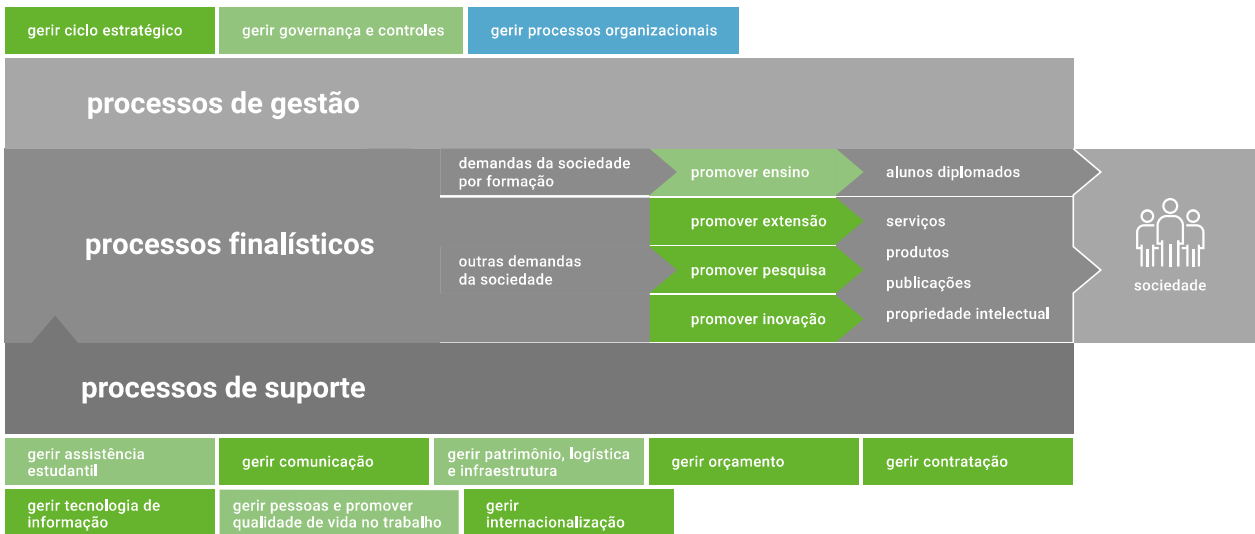 gerir ciclo estratégico
gerir governança e controles
gerir processos organizacionais
processos de gestão
processos finalísticos
demandas da sociedade
por formação
promover ensino
alunos diplomados
outras demandas
da sociedade
promover extensão
promover pesquisa
promover inovação
serviços
produtos
publicações
propriedade intelectual
sociedade
processos de suporte
gerir assistência
estudantil
gerir comunicação
gerir patrimônio, logística
e infraestrutura
gerir orçamento
gerir contratação
gerir tecnologia de
informação
gerir pessoas e promover
qualidade de vida no trabalho
gerir
internacionalização